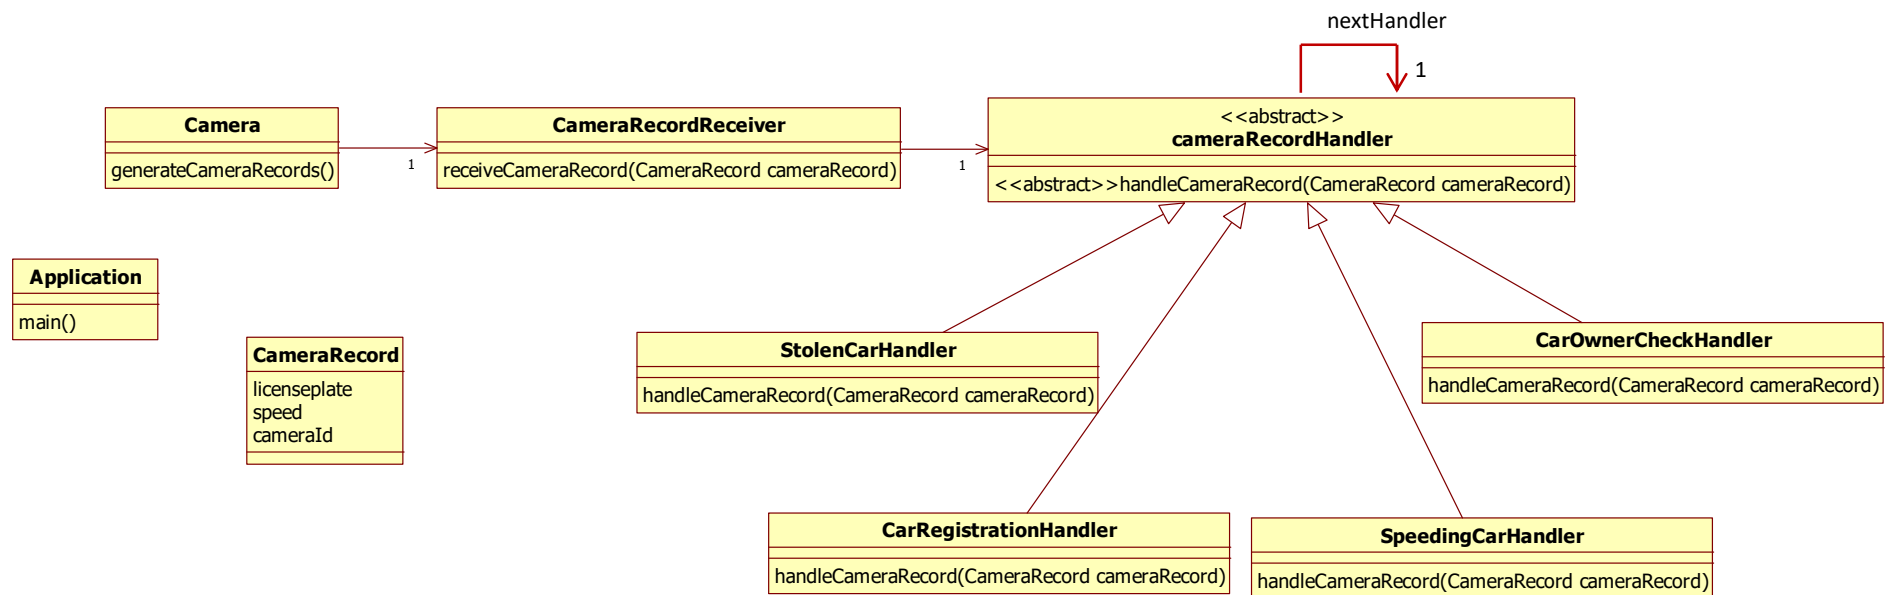 nextHandler
1
Camera
generateCameraRecords()
1
CameraRecordReceiver
receiveCameraRecord(CameraRecord cameraRecord)
1
<<abstract>>
cameraRecordHandler
<<abstract>>handleCameraRecord(CameraRecord cameraRecord)
Application
main()
CameraRecord
licenseplate
speed
cameraId
StolenCarHandler
handleCameraRecord(CameraRecord cameraRecord)
CarOwnerCheckHandler
handleCameraRecord(CameraRecord cameraRecord)
CarRegistrationHandler
handleCameraRecord(CameraRecord cameraRecord)
SpeedingCarHandler
handleCameraRecord(CameraRecord cameraRecord)